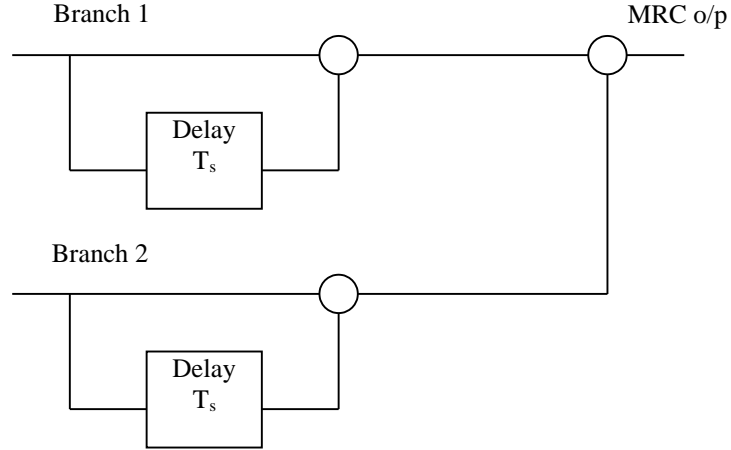 Branch 1
MRC o/p
Delay
Tₛ
Branch 2
Delay
Tₛ